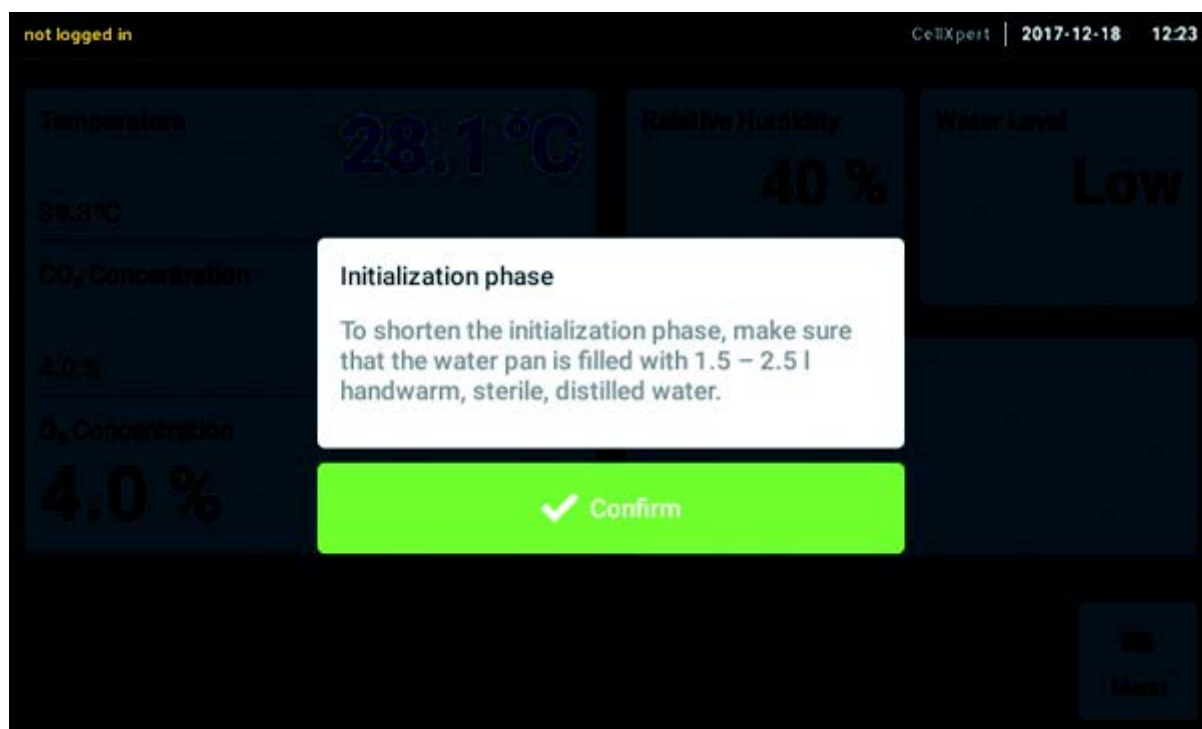 not logged in
CellXpert | 2017-12-18 12:23
Temperature
28.1°C
Relative Humidity
40 %
Water Level
Low
CO₂ Concentration
4.0 %
O₂ Concentration
4.0 %
Initialization phase
To shorten the initialization phase, make sure
that the water pan is filled with 1.5 – 2.5 l
handwarm, sterile, distilled water.
Confirm
Menu